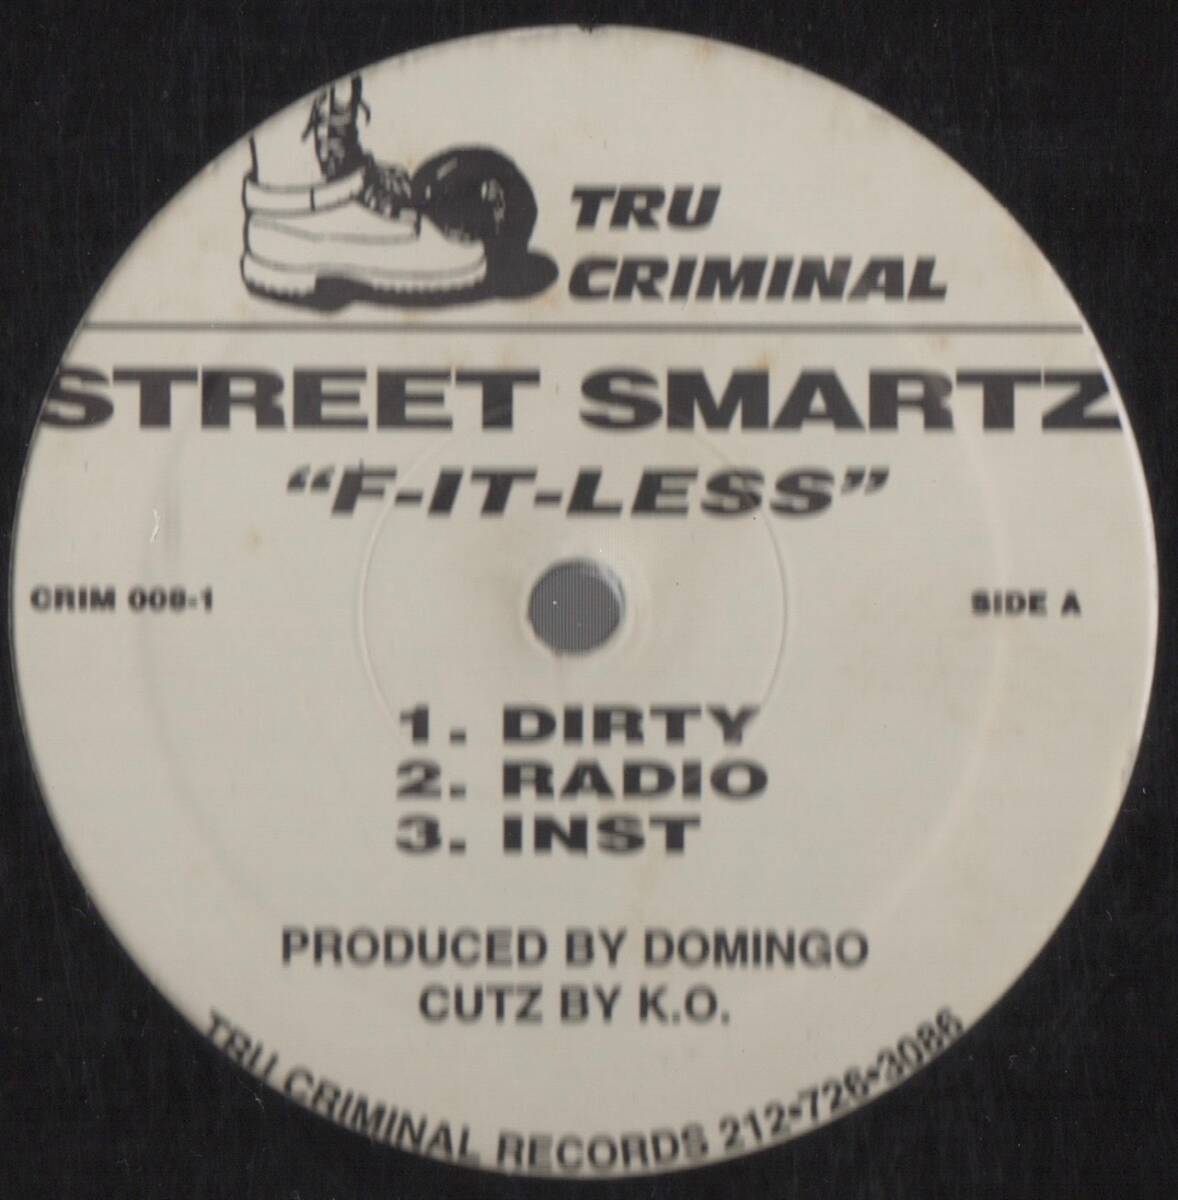 TRU
CRIMINAL
STREET SMARTZ
“F-IT-LESS”
CRIM 008-1
SIDE A
1. DIRTY
2. RADIO
3. INST
PRODUCED BY DOMINGO
CUTZ BY K.O.
TRU CRIMINAL RECORDS 212•726•3086